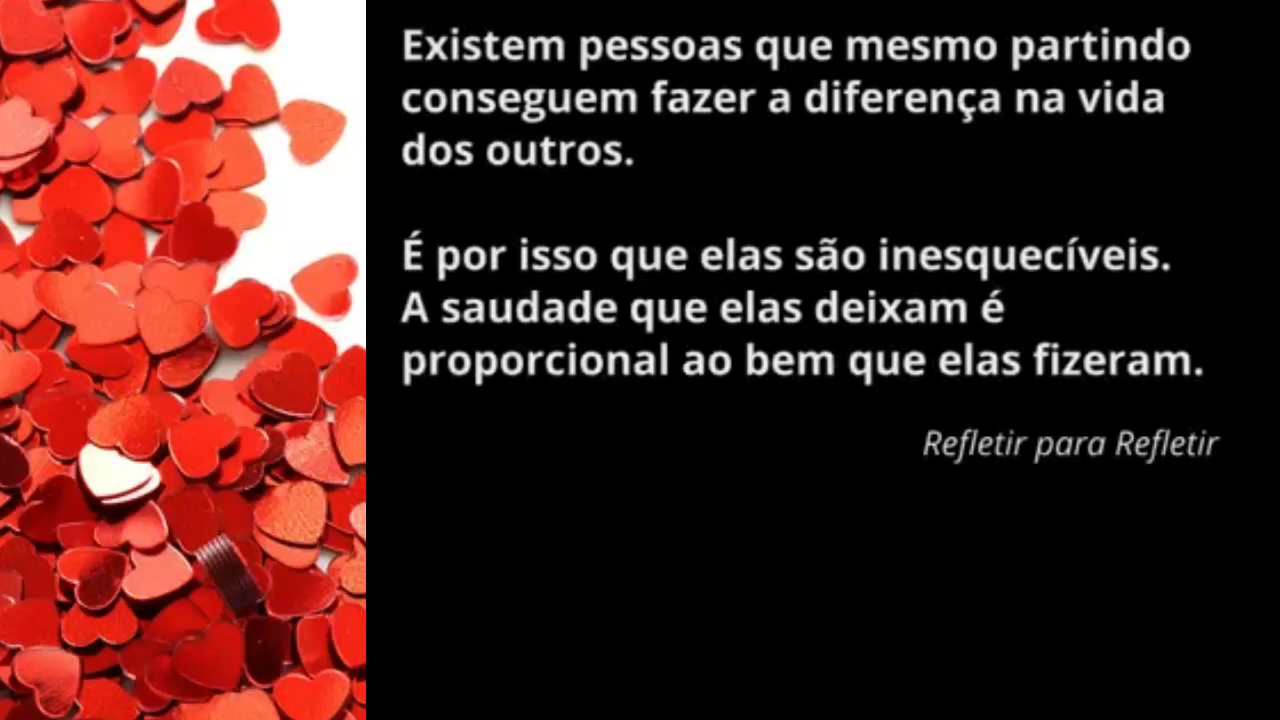 Existem pessoas que mesmo partindo
conseguem fazer a diferença na vida
dos outros.
É por isso que elas são inesquecíveis.
A saudade que elas deixam é
proporcional ao bem que elas fizeram.
Refletir para Refletir